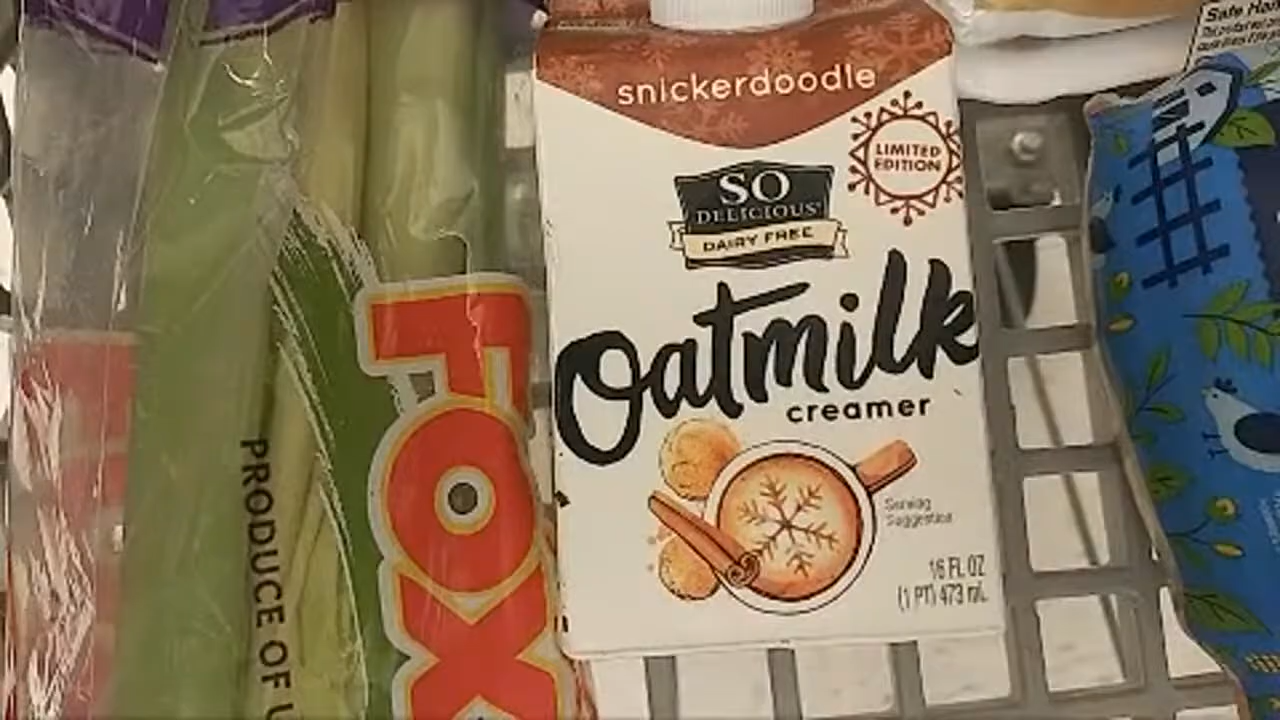 snickerdoodle
LIMITED
EDITION
SO
DELICIOUS
DAIRY FREE
Oatmilk
creamer
Serving
Suggestion
16 FL OZ
(1 PT) 473 mL
FOX
PRODUCE OF
Safe